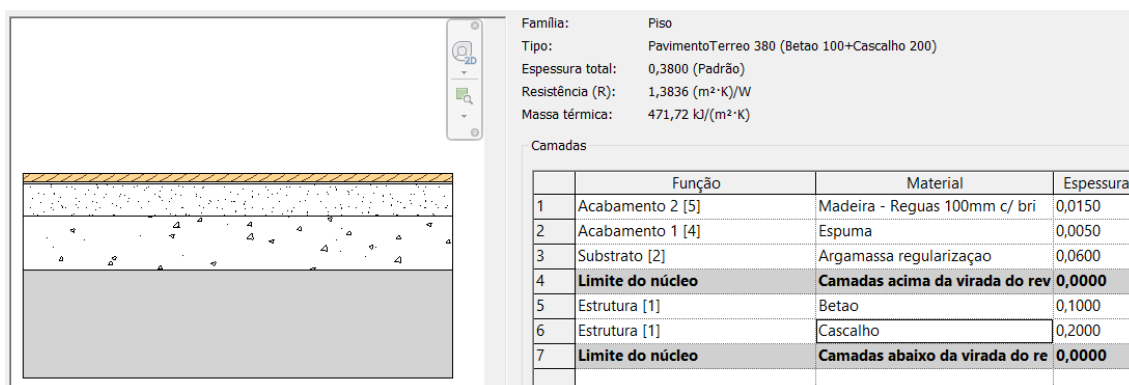 2D
Família: Piso
Tipo: PavimentoTerreo 380 (Betao 100+Cascalho 200)
Espessura total: 0,3800 (Padrão)
Resistência (R): 1,3836 (m²·K)/W
Massa térmica: 471,72 kJ/(m²·K)
Camadas
Função Material Espessura
1 Acabamento 2 [5] Madeira - Reguas 100mm c/ bri 0,0150
2 Acabamento 1 [4] Espuma 0,0050
3 Substrato [2] Argamassa regularizaçao 0,0600
4 Limite do núcleo Camadas acima da virada do rev 0,0000
5 Estrutura [1] Betao 0,1000
6 Estrutura [1] Cascalho 0,2000
7 Limite do núcleo Camadas abaixo da virada do re 0,0000